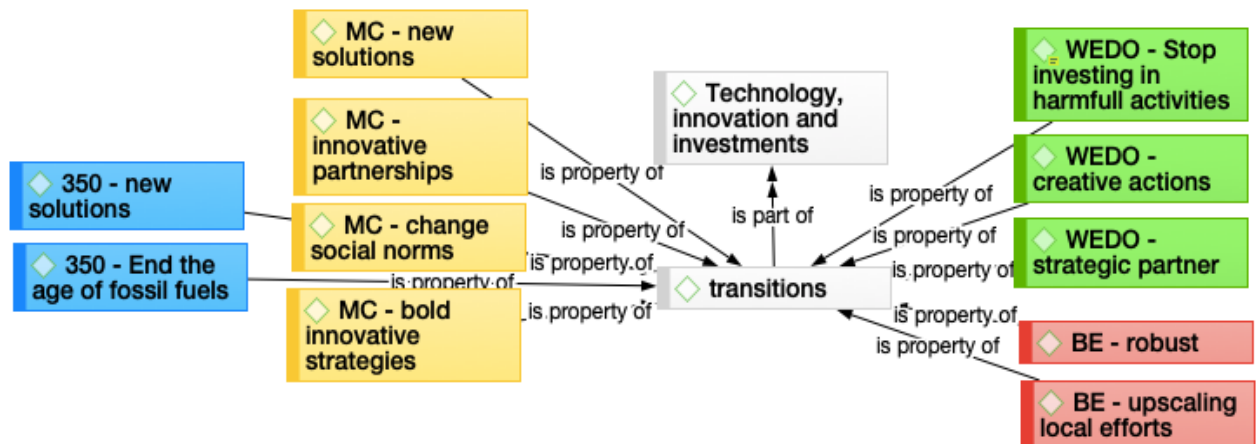 MC - new
solutions
MC -
innovative
partnerships
350 - new
solutions
MC - change
social norms
350 - End the
age of fossil fuels
MC - bold
innovative
strategies
Technology,
innovation and
investments
is property of
is part of
is property of
is property of
is property of
is property of
transitions
WEDO - Stop
investing in
harmfull activities
is property of
WEDO -
creative actions
is property of
WEDO -
strategic partner
is property of
is property of
is property of
BE - robust
BE - upscaling
local efforts